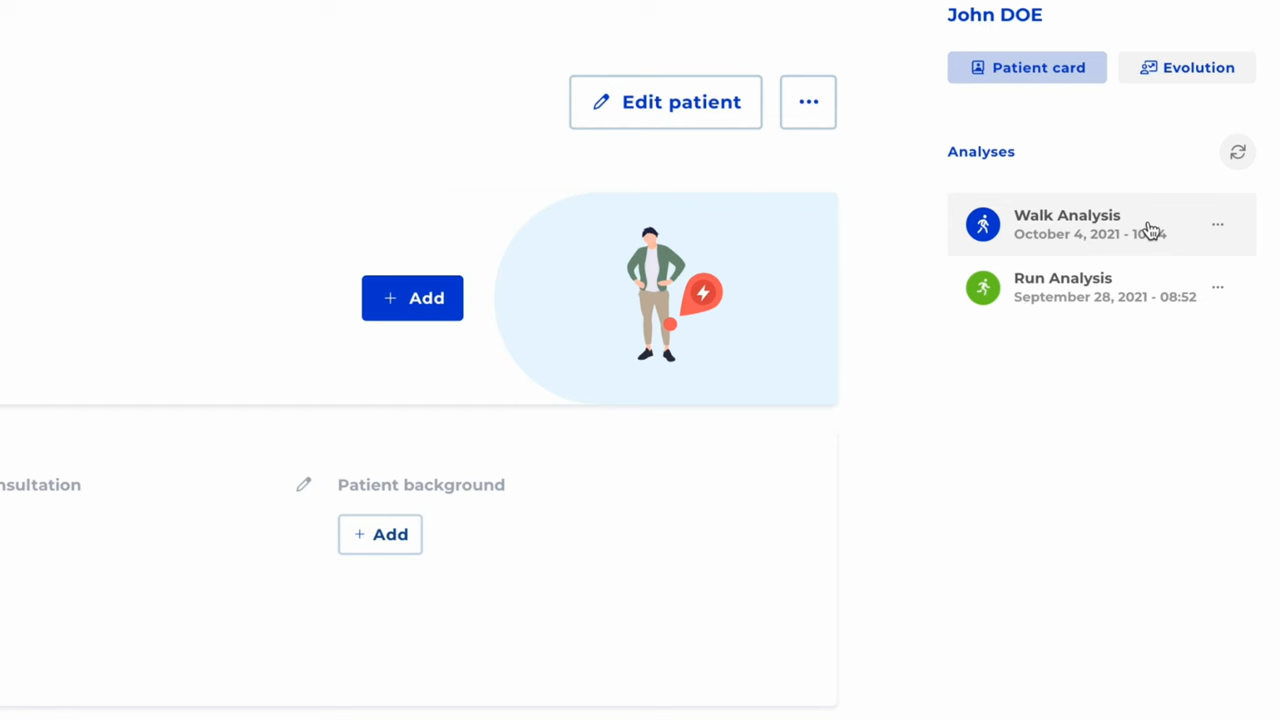 John DOE
Patient card
Evolution
Edit patient
Analyses
Walk Analysis
October 4, 2021 -
Add
Run Analysis
September 28, 2021 - 08:52
nsultation
Patient background
Add